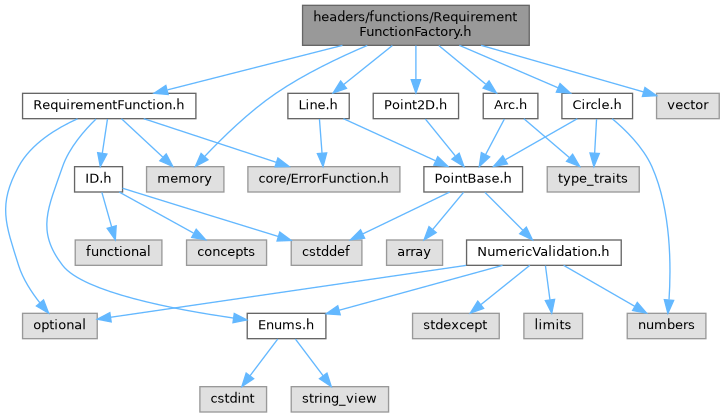 headers/functions/Requirement
FunctionFactory.h
RequirementFunction.h
Line.h
Point2D.h
Arc.h
Circle.h
vector
ID.h
memory
core/ErrorFunction.h
PointBase.h
type_traits
functional
concepts
cstddef
array
NumericValidation.h
optional
Enums.h
stdexcept
limits
numbers
cstdint
string_view